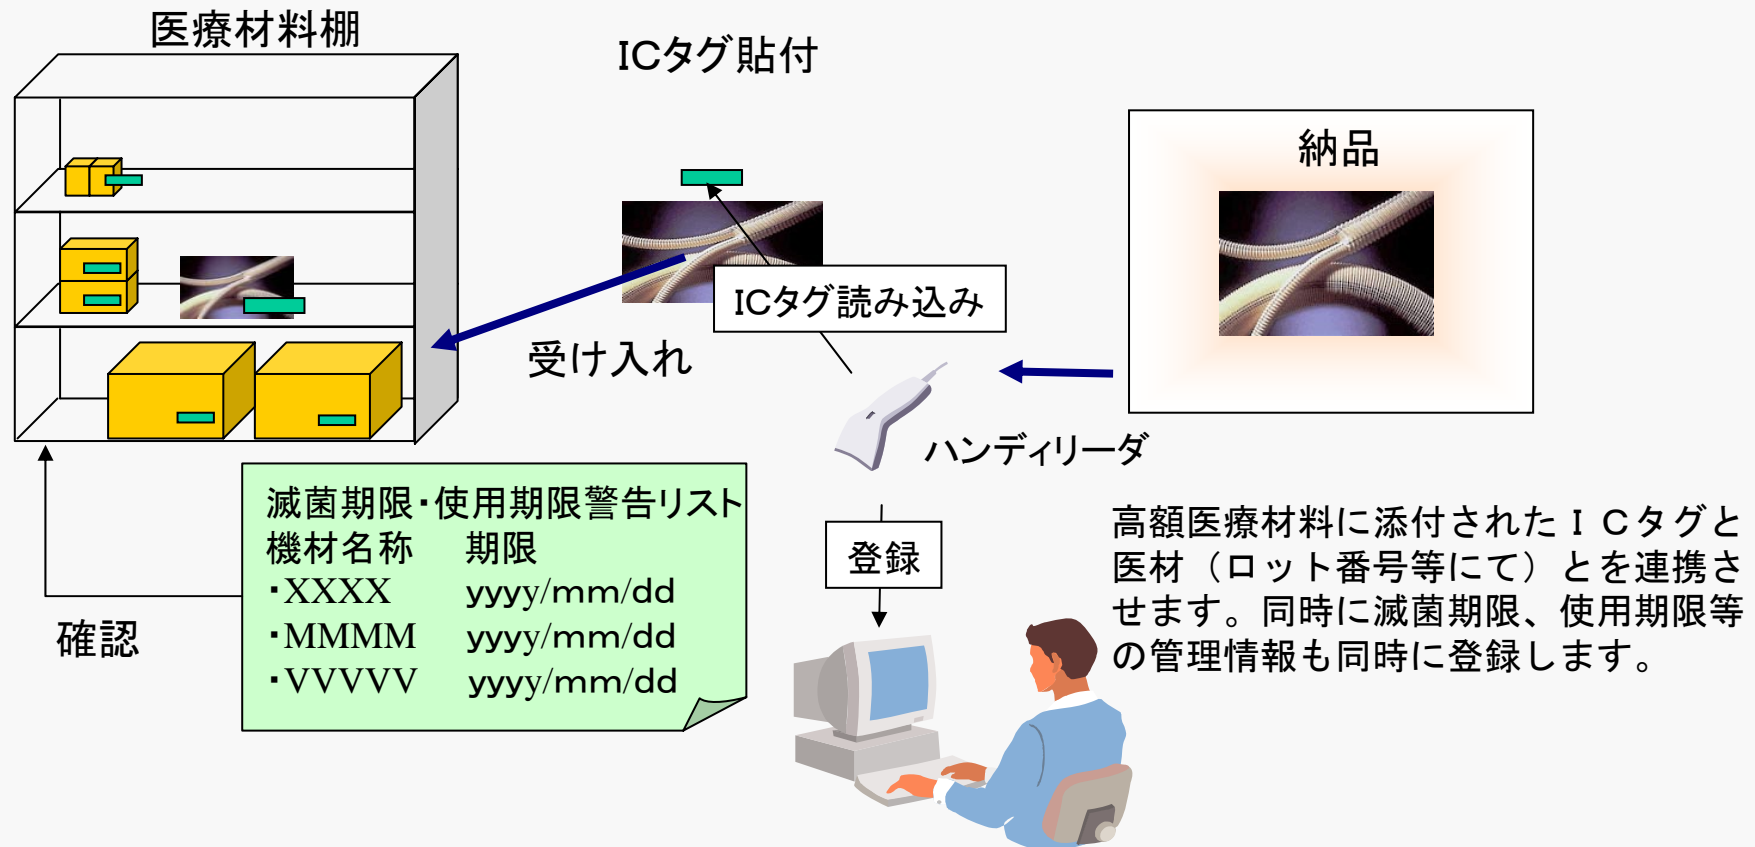 医療材料棚
ICタグ貼付
納品
ICタグ読み込み
受け入れ
ハンディリーダ
滅菌期限・使用期限警告リスト
機材名称 期限
・XXXX yyyy/mm/dd
・MMMM yyyy/mm/dd
・VVVVV yyyy/mm/dd
確認
登録
高額医療材料に添付されたＩＣタグと
医材（ロット番号等にて）とを連携さ
せます。同時に滅菌期限、使用期限等
の管理情報も同時に登録します。